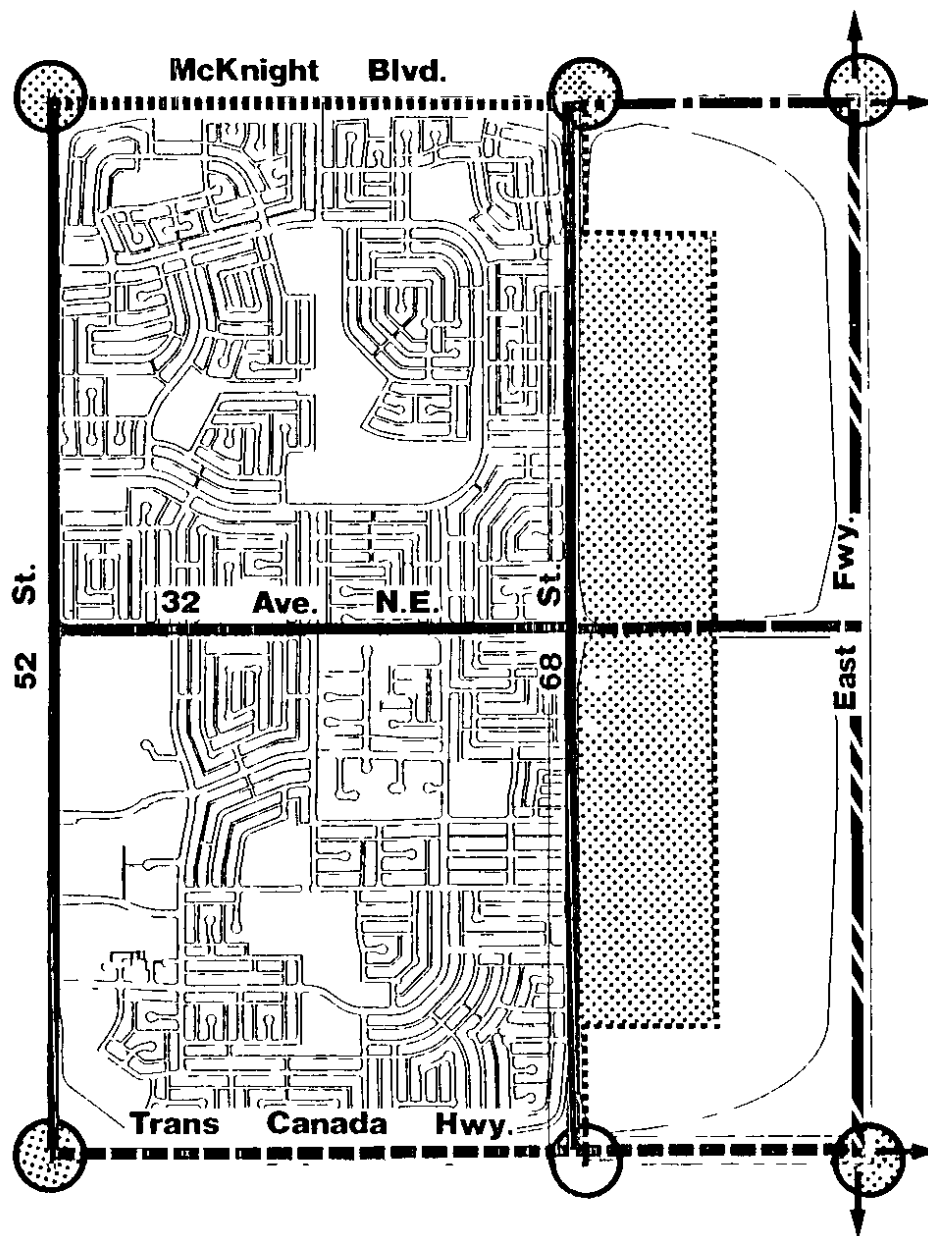 McKnight Blvd.
52 St.
32 Ave. N.E.
68 St.
East Fwy.
Trans Canada Hwy.